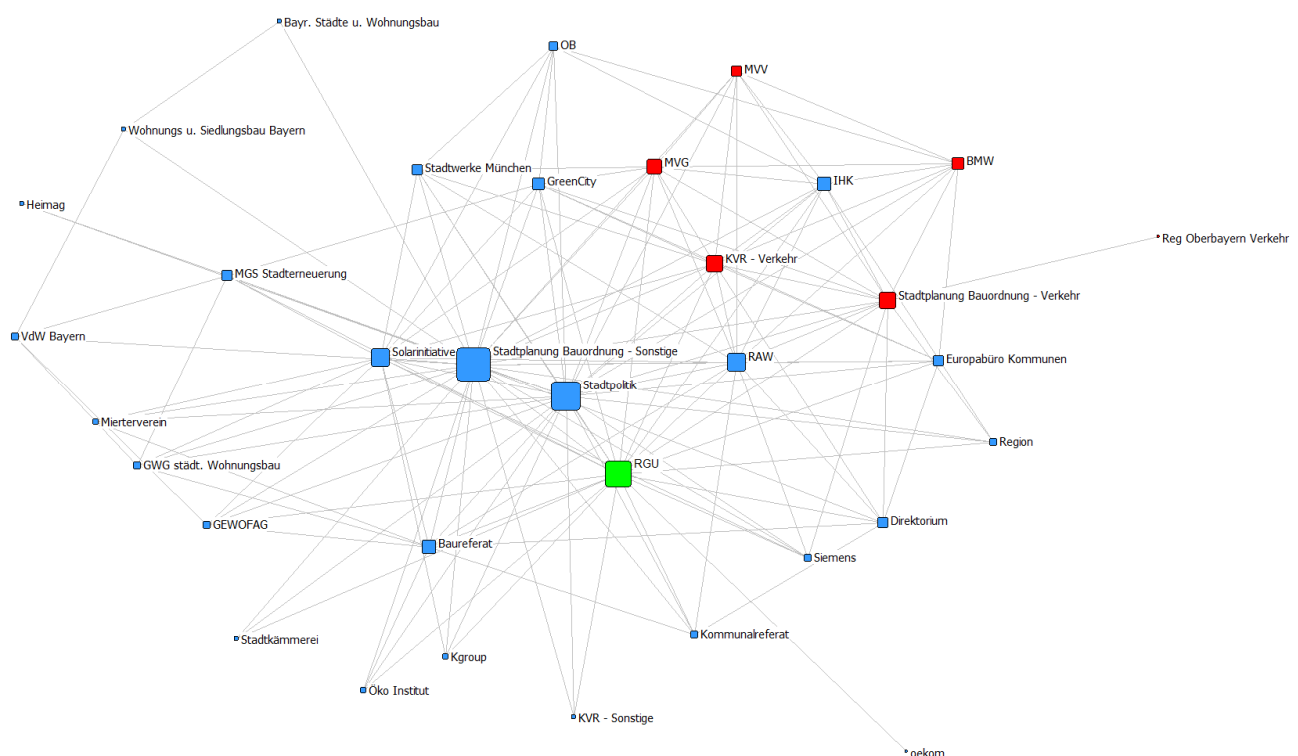 Bayr. Städte u. Wohnungsbau
OB
MVV
Wohnungs u. Siedlungsbau Bayern
Stadtwerke München
MVG
BMW
GreenCity
IHK
Heimag
Reg Oberbayern Verkehr
KVR - Verkehr
MGS Stadterneuerung
Stadtplanung Bauordnung - Verkehr
VdW Bayern
Solarinitiative
Stadtplanung Bauordnung - Sonstige
RAW
Europabüro Kommunen
Stadtpolitik
Mierterverein
Region
GWG städt. Wohnungsbau
RGU
GEWOFAG
Direktorium
Baureferat
Siemens
Stadtkämmerei
Kommunalreferat
Kgroup
Öko Institut
KVR - Sonstige
oekom